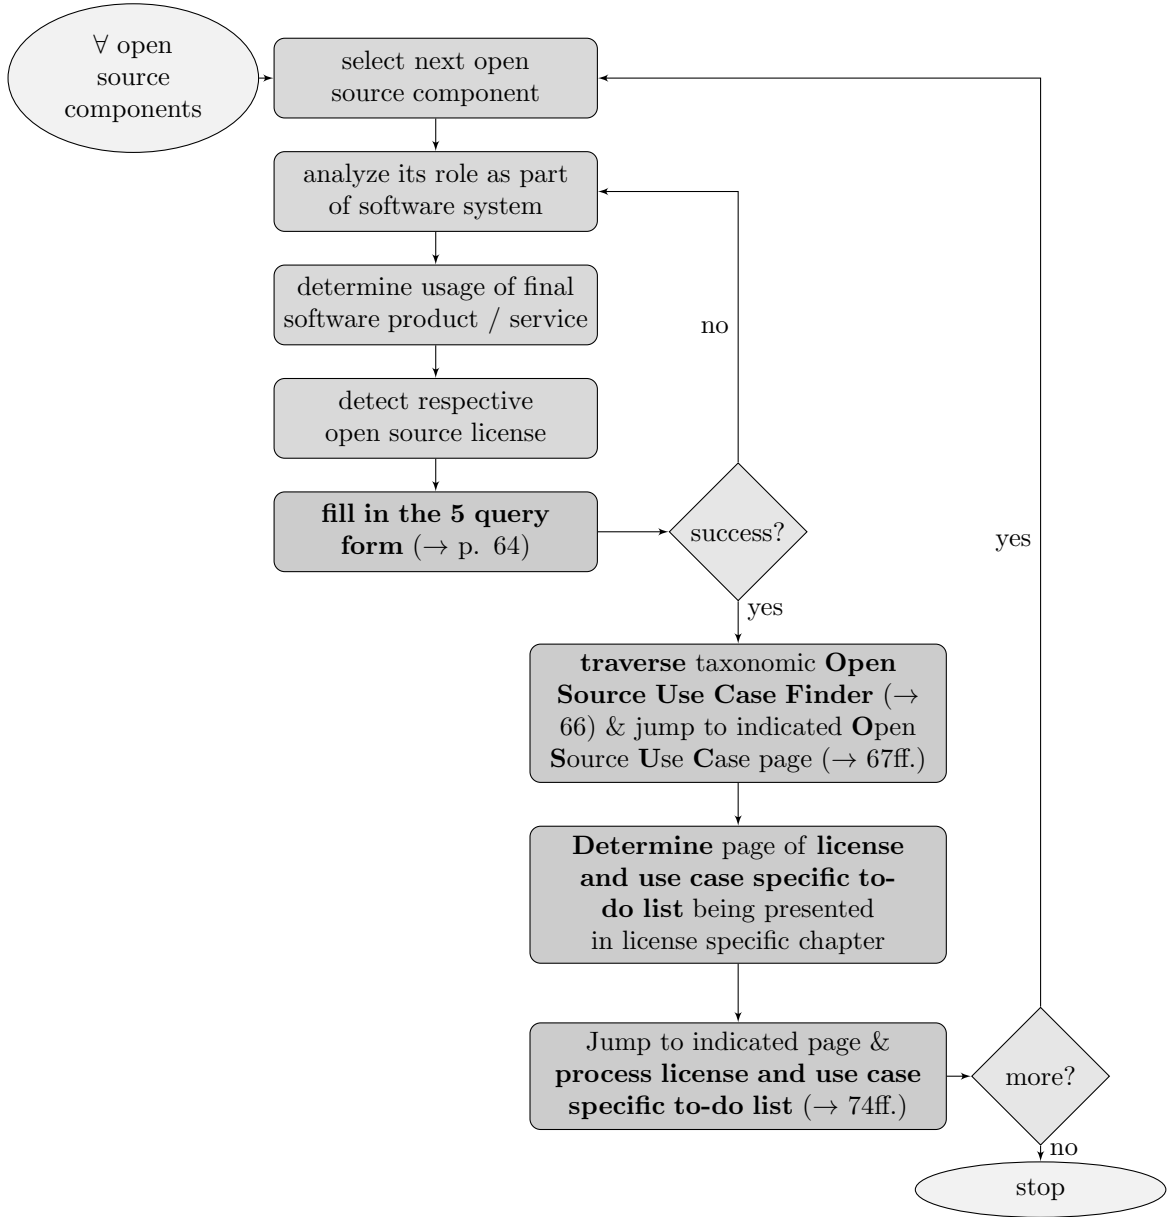 ∀ open
source
components
select next open
source component
analyze its role as part
of software system
determine usage of final
software product / service
no
detect respective
open source license
fill in the 5 query
form (→ p. 64)
success?
yes
yes
traverse taxonomic Open
Source Use Case Finder (→
66) & jump to indicated Open
Source Use Case page (→ 67ff.)
Determine page of license
and use case specific to-
do list being presented
in license specific chapter
Jump to indicated page &
process license and use case
specific to-do list (→ 74ff.)
more?
no
stop